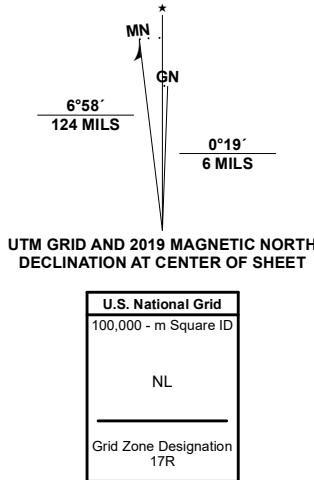 ★
MN
GN
6°58´
124 MILS
0°19´
6 MILS
UTM GRID AND 2019 MAGNETIC NORTH
DECLINATION AT CENTER OF SHEET
U.S. National Grid
100,000 - m Square ID
NL
Grid Zone Designation
17R